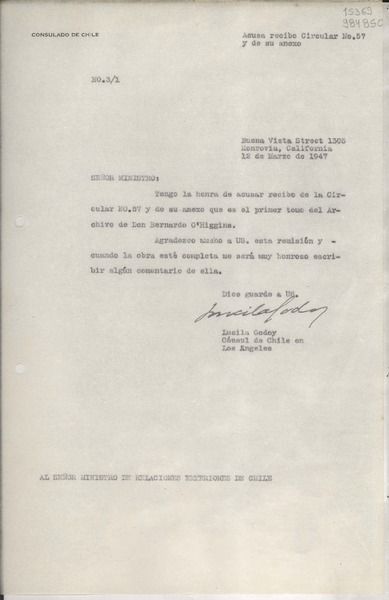 15369
984850
CONSULADO DE CHILE
Acusa recibo Circular No.57
y de su anexo
NO.3/1
Buena Vista Street 1305
Monrovia, California
12 de Marzo de 1947
SEÑOR MINISTRO:
Tengo la honra de acusar recibo de la Cir-
cular NO.57 y de su anexo que es el primer tomo del Ar-
chivo de Don Bernardo O'Higgins.
Agradezco mucho a US. esta remisión y -
cuando la obra esté completa me será muy honroso escri-
bir algún comentario de ella.
Dios guarde a US.
Lucila Godoy
Lucila Godoy
Cónsul de Chile en
Los Angeles
AL SEÑOR MINISTRO DE RELACIONES EXTERIORES DE CHILE